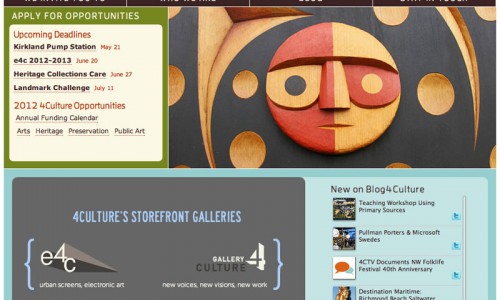 APPLY FOR OPPORTUNITIES
Upcoming Deadlines
Kirkland Pump Station May 21
e4c 2012-2013 June 20
Heritage Collections Care June 27
Landmark Challenge July 11
2012 4Culture Opportunities
Annual Funding Calendar
Arts Heritage Preservation Public Art
4CULTURE'S STOREFRONT GALLERIES
e4c
urban screens, electronic art
GALLERY
CULTURE 4
new voices, new visions, new work
New on Blog4Culture
Teaching Workshop Using
Primary Sources
Pullman Porters & Microsoft
Swedes
4CTV Documents NW Folklife
Festival 40th Anniversary
Destination Maritime:
Richmond Beach Saltwater